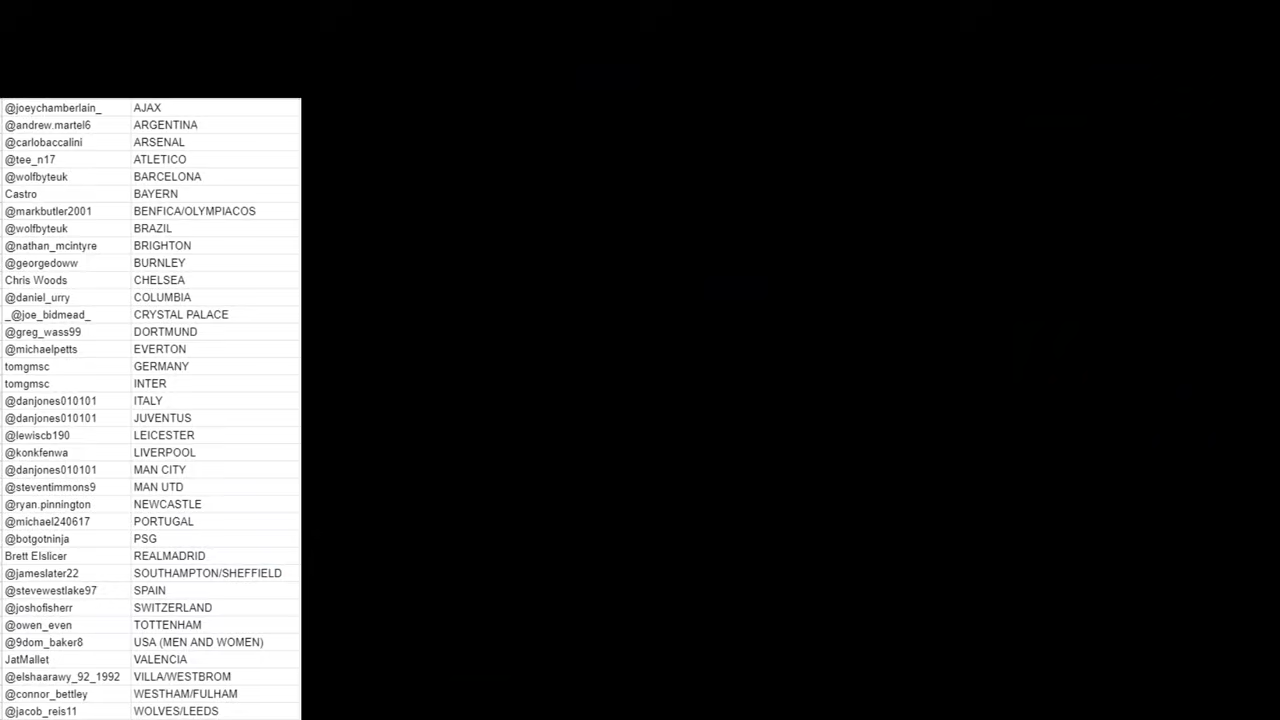 @joeychamberlain_ AJAX
@andrew.martel6 ARGENTINA
@carlobaccalini ARSENAL
@tee_n17 ATLETICO
@wolfbyteuk BARCELONA
Castro BAYERN
@markbutler2001 BENFICA/OLYMPIACOS
@wolfbyteuk BRAZIL
@nathan_mcintyre BRIGHTON
@georgedoww BURNLEY
Chris Woods CHELSEA
@daniel_urry COLUMBIA
_@joe_bidmead_ CRYSTAL PALACE
@greg_wass99 DORTMUND
@michaelpetts EVERTON
tomgmsc GERMANY
tomgmsc INTER
@danjones010101 ITALY
@danjones010101 JUVENTUS
@lewiscb190 LEICESTER
@konkfenwa LIVERPOOL
@danjones010101 MAN CITY
@steventimmons9 MAN UTD
@ryan.pinnington NEWCASTLE
@michael240617 PORTUGAL
@botgotninja PSG
Brett Elslicer REALMADRID
@jameslater22 SOUTHAMPTON/SHEFFIELD
@stevewestlake97 SPAIN
@joshofisherr SWITZERLAND
@owen_even TOTTENHAM
@9dom_baker8 USA (MEN AND WOMEN)
JatMallet VALENCIA
@elshaarawy_92_1992 VILLA/WESTBROM
@connor_bettley WESTHAM/FULHAM
@jacob_reis11 WOLVES/LEEDS